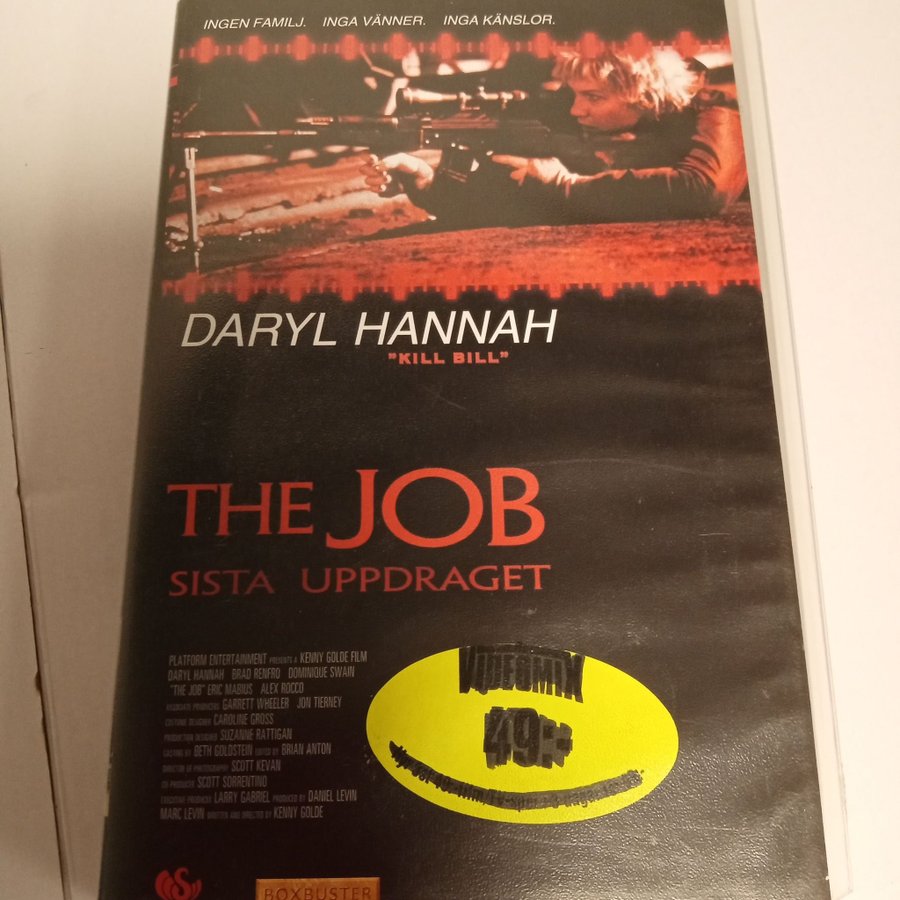 INGEN FAMILJ. INGA VÄNNER. INGA KÄNSLOR.
DARYL HANNAH
"KILL BILL"
THE JOB
SISTA UPPDRAGET
PLATFORM ENTERTAINMENT PRESENTS A KENNY GOLDE FILM
DARYL HANNAH BRAD RENFRO DOMINIQUE SWAIN
"THE JOB" ERIC MABIUS ALEX ROCCO
ASSOCIATE PRODUCERS GARRETT WHEELER JON TIERNEY
COSTUME DESIGNER CAROLINE GROSS
PRODUCTION DESIGNER SUZANNE RATTIGAN
CASTING BY BETH GOLDSTEIN EDITED BY BRIAN ANTON
DIRECTOR OF PHOTOGRAPHY SCOTT KEVAN
CO PRODUCER SCOTT SORRENTINO
EXECUTIVE PRODUCER LARRY GABRIEL PRODUCED BY DANIEL LEVIN
MARC LEVIN WRITTEN AND DIRECTED BY KENNY GOLDE
VIDEOMIX
49:-
S
BOXBUSTER